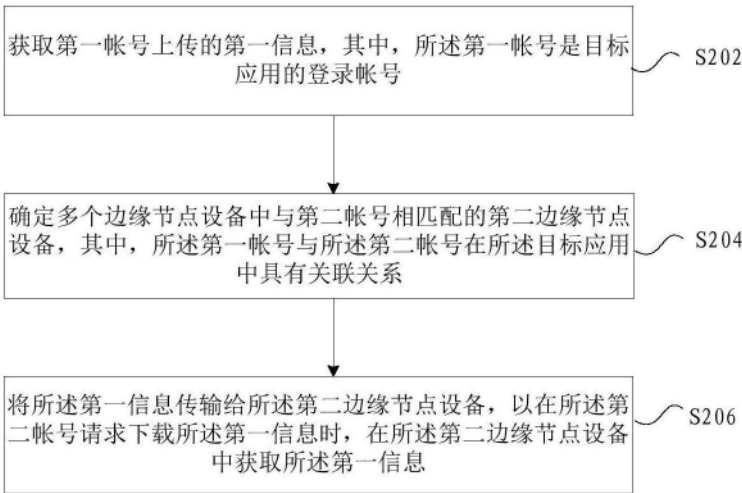 获取第一帐号上传的第一信息，其中，所述第一帐号是目标
应用的登录帐号
S202
确定多个边缘节点设备中与第二帐号相匹配的第二边缘节点
设备，其中，所述第一帐号与所述第二帐号在所述目标应用
中具有关联关系
S204
将所述第一信息传输给所述第二边缘节点设备，以在所述第
二帐号请求下载所述第一信息时，在所述第二边缘节点设备
中获取所述第一信息
S206